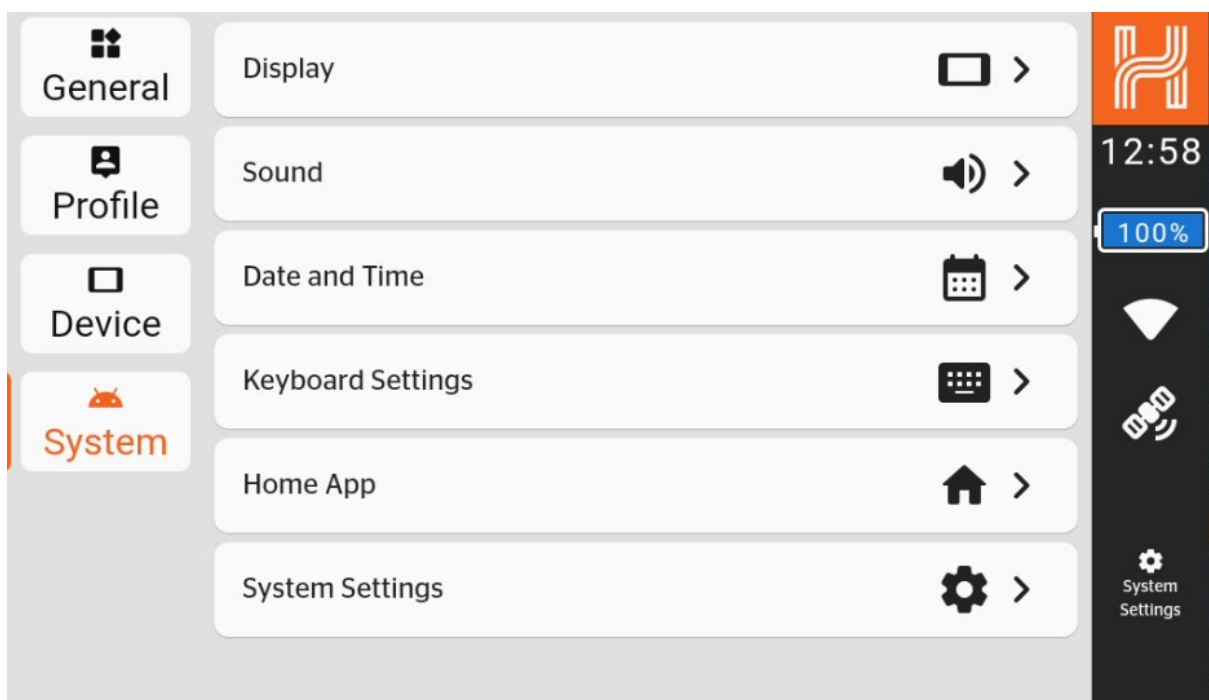 General
Profile
Device
System
Display
Sound
Date and Time
Keyboard Settings
Home App
System Settings
12:58
100%
System
Settings